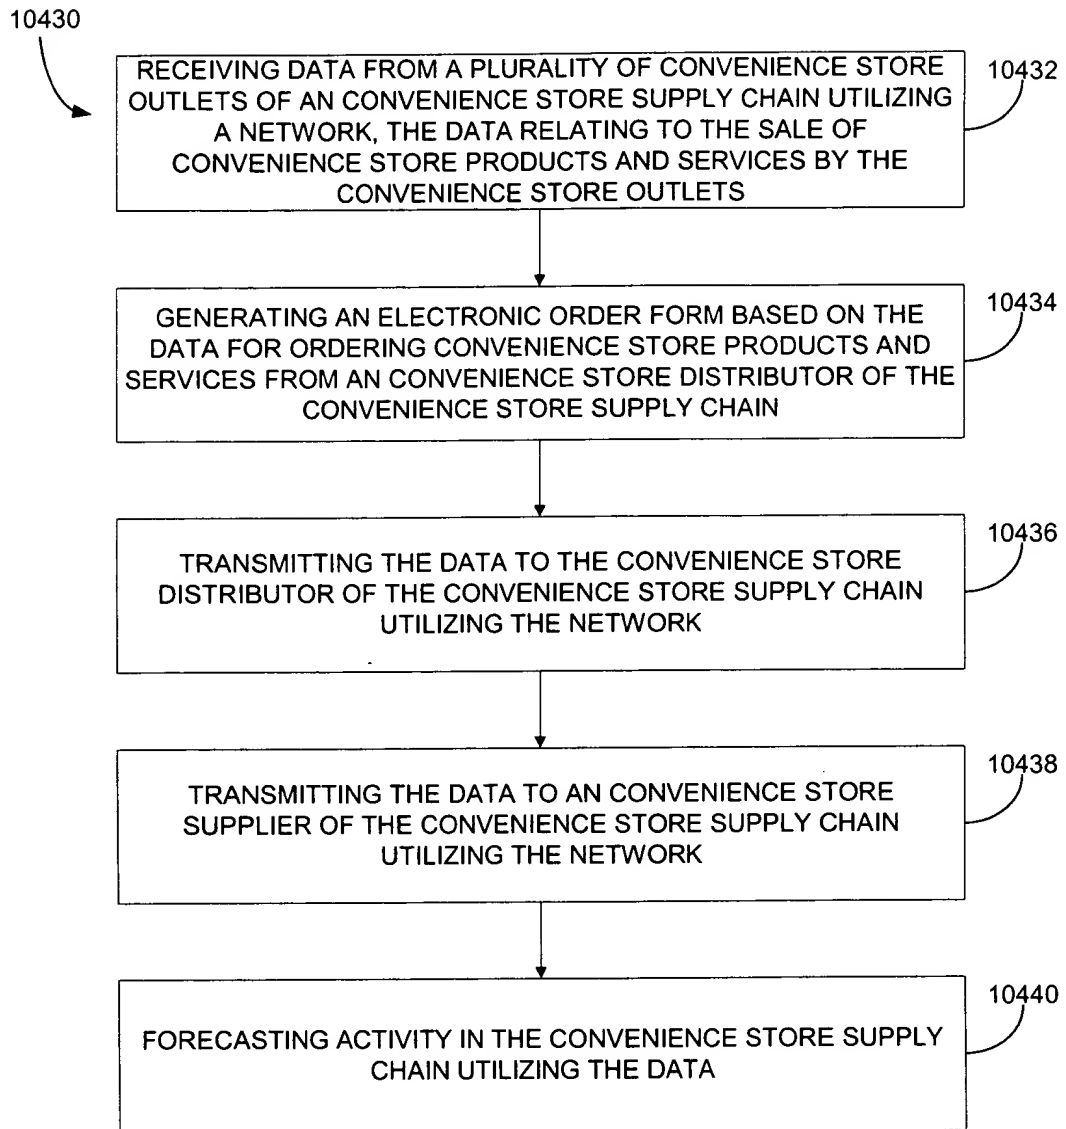 10430
RECEIVING DATA FROM A PLURALITY OF CONVENIENCE STORE
OUTLETS OF AN CONVENIENCE STORE SUPPLY CHAIN UTILIZING
A NETWORK, THE DATA RELATING TO THE SALE OF
CONVENIENCE STORE PRODUCTS AND SERVICES BY THE
CONVENIENCE STORE OUTLETS
10432
GENERATING AN ELECTRONIC ORDER FORM BASED ON THE
DATA FOR ORDERING CONVENIENCE STORE PRODUCTS AND
SERVICES FROM AN CONVENIENCE STORE DISTRIBUTOR OF THE
CONVENIENCE STORE SUPPLY CHAIN
10434
TRANSMITTING THE DATA TO THE CONVENIENCE STORE
DISTRIBUTOR OF THE CONVENIENCE STORE SUPPLY CHAIN
UTILIZING THE NETWORK
10436
TRANSMITTING THE DATA TO AN CONVENIENCE STORE
SUPPLIER OF THE CONVENIENCE STORE SUPPLY CHAIN
UTILIZING THE NETWORK
10438
FORECASTING ACTIVITY IN THE CONVENIENCE STORE SUPPLY
CHAIN UTILIZING THE DATA
10440